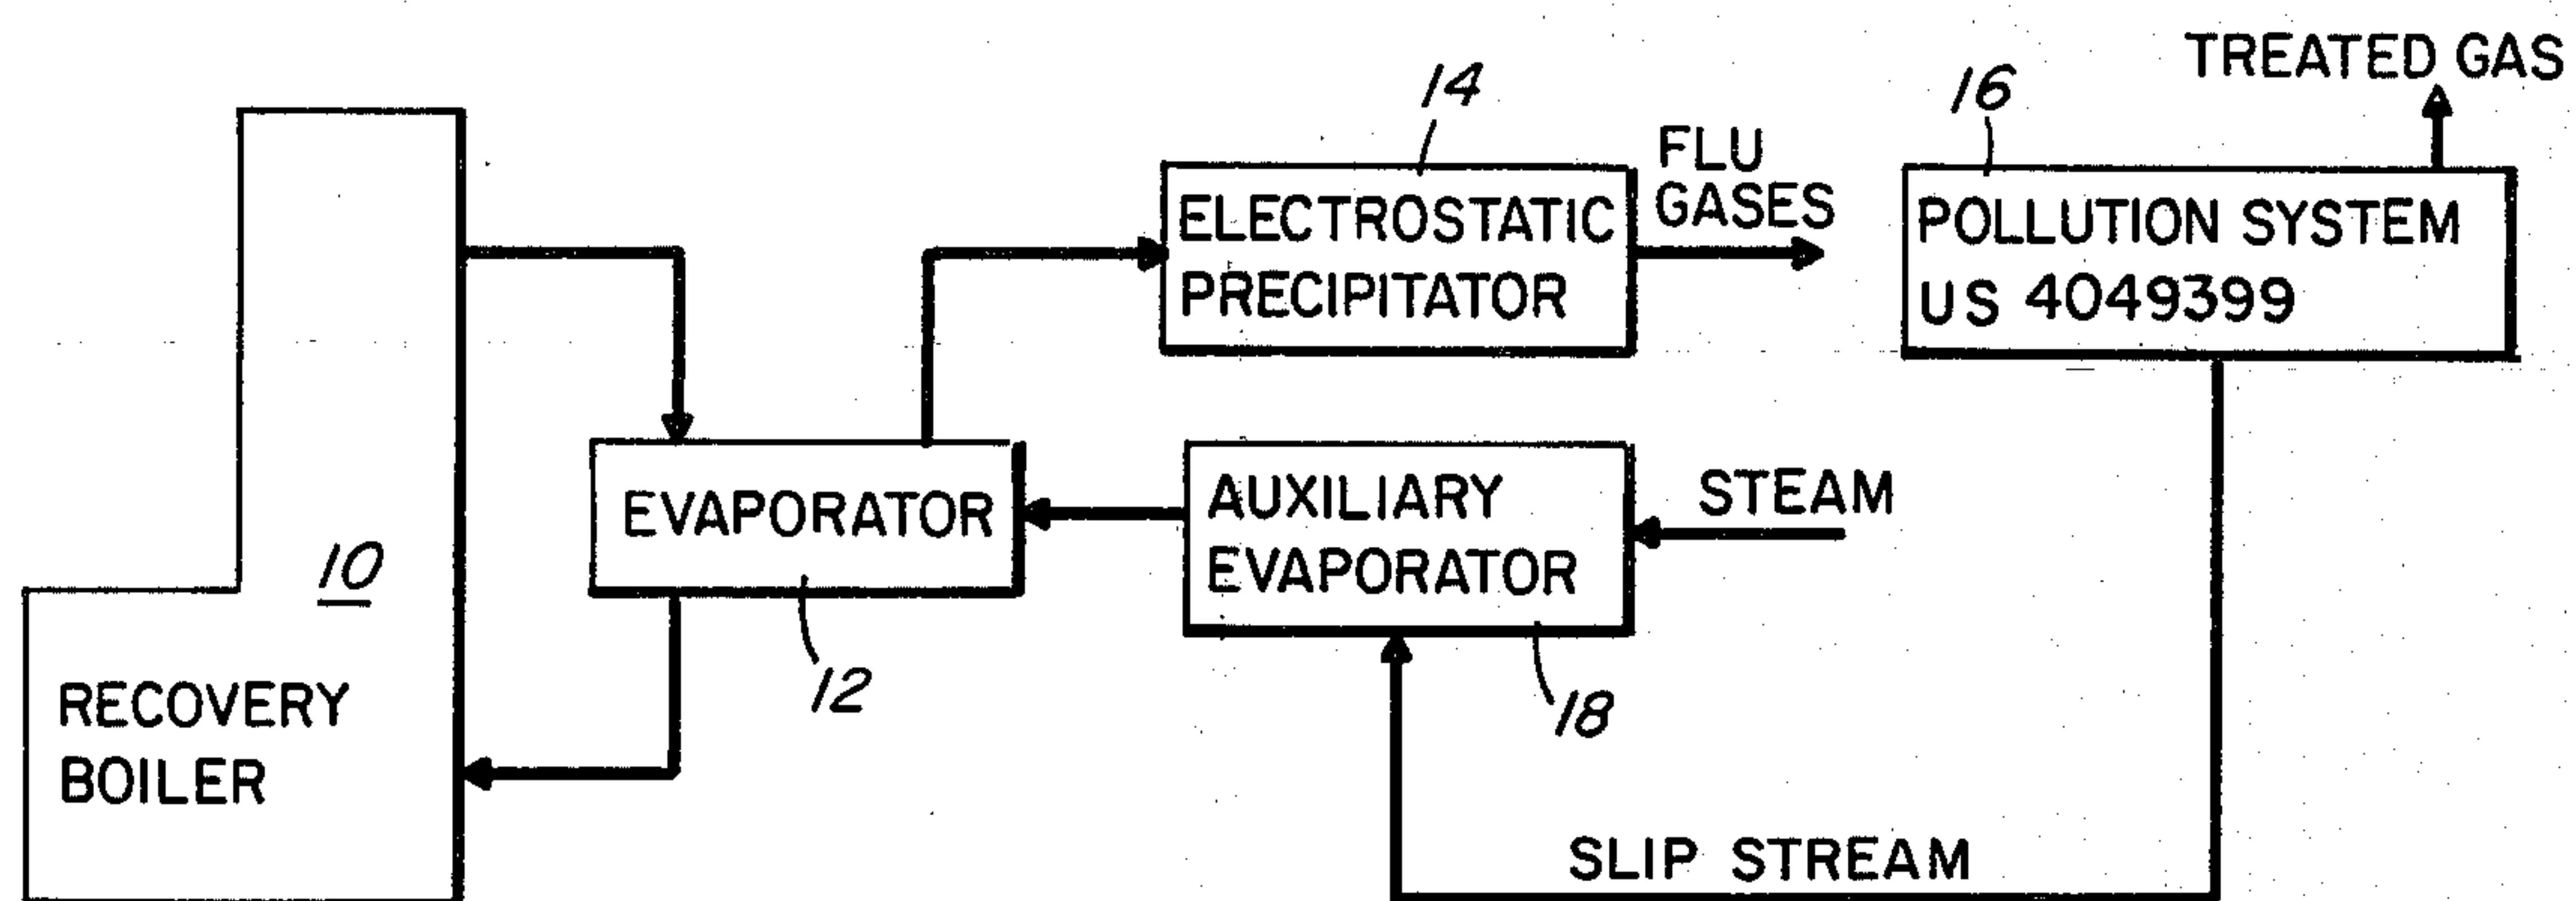 TREATED GAS
14
16
FLU
GASES
ELECTROSTATIC
PRECIPITATOR
POLLUTION SYSTEM
US 4049399
EVAPORATOR
AUXILIARY
EVAPORATOR
STEAM
10
12
18
RECOVERY
BOILER
SLIP STREAM